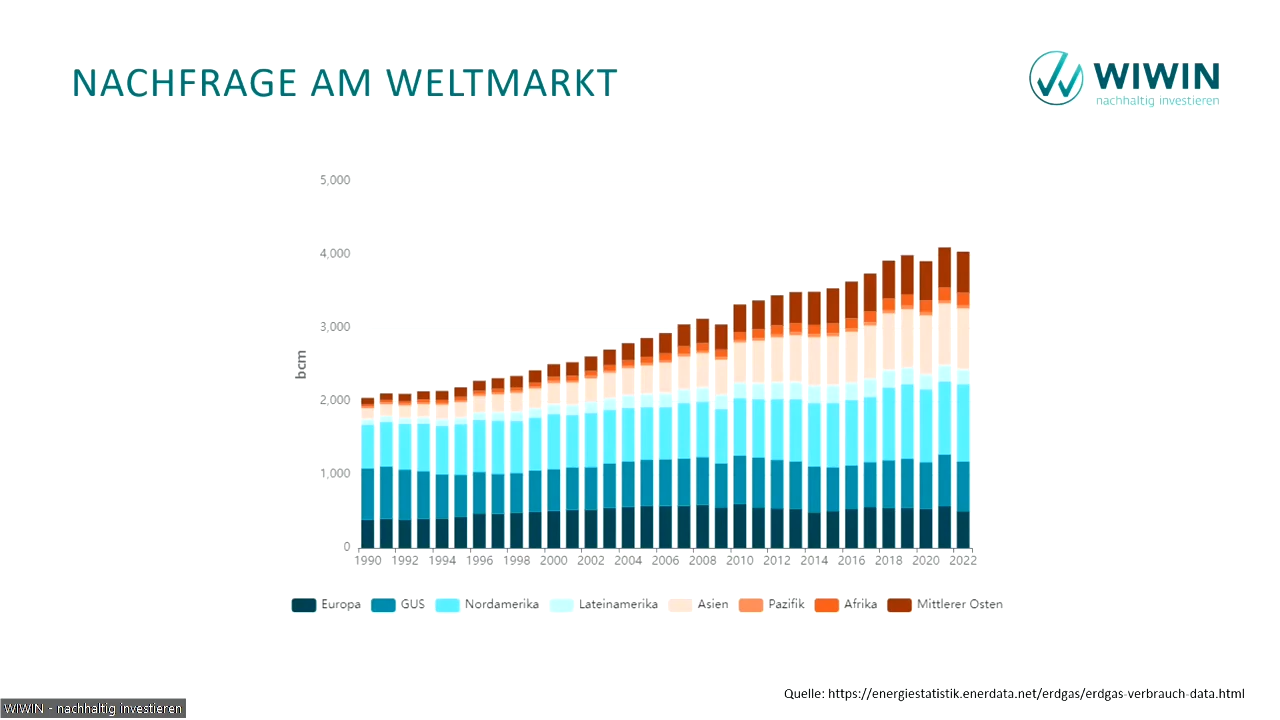 NACHFRAGE AM WELTMARKT
WIWIN
nachhaltig investieren
5,000
4,000
3,000
2,000
1,000
0
bcm
1990 1992 1994 1996 1998 2000 2002 2004 2006 2008 2010 2012 2014 2016 2018 2020 2022
Europa GUS Nordamerika Lateinamerika Asien Pazifik Afrika Mittlerer Osten
Quelle: https://energiestatistik.enerdata.net/erdgas/erdgas-verbrauch-data.html
WIWIN - nachhaltig investieren